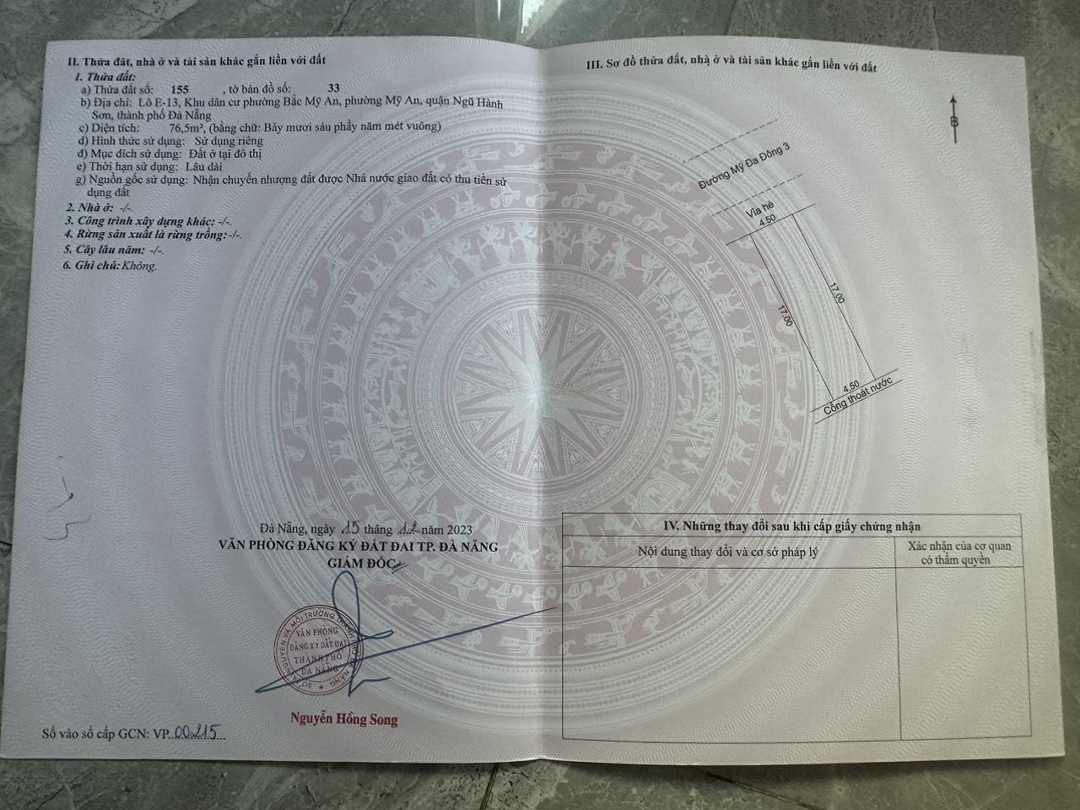 II. Thửa đất, nhà ở và tài sản khác gắn liền với đất
1. Thửa đất:
a) Thửa đất số: 155 , tờ bản đồ số: 33
b) Địa chỉ: Lô E-13, Khu dân cư phường Bắc Mỹ An, phường Mỹ An, quận Ngũ Hành
Sơn, thành phố Đà Nẵng
c) Diện tích: 76,5m², (bằng chữ: Bảy mươi sáu phẩy năm mét vuông)
d) Hình thức sử dụng: Sử dụng riêng
đ) Mục đích sử dụng: Đất ở tại đô thị
e) Thời hạn sử dụng: Lâu dài
g) Nguồn gốc sử dụng: Nhận chuyển nhượng đất được Nhà nước giao đất có thu tiền sử
dụng đất
2. Nhà ở: -/-.
3. Công trình xây dựng khác: -/-.
4. Rừng sản xuất là rừng trồng:-/-.
5. Cây lâu năm: -/-.
6. Ghi chú: Không.
Đà Nẵng, ngày 15 tháng 12 năm 2023
VĂN PHÒNG ĐĂNG KÝ ĐẤT ĐAI TP. ĐÀ NẴNG
GIÁM ĐỐC
VĂN PHÒNG
ĐĂNG KÝ ĐẤT ĐAI
THÀNH PHỐ
ĐÀ NẴNG
Nguyễn Hồng Song
Số vào sổ cấp GCN: VP..00215...
III. Sơ đồ thửa đất, nhà ở và tài sản khác gắn liền với đất
B
Đường Mỹ Đa Đông 3
Vỉa hè
4.50
17.00
17.00
4.50
Cống thoát nước
IV. Những thay đổi sau khi cấp giấy chứng nhận
Nội dung thay đổi và cơ sở pháp lý
Xác nhận của cơ quan
có thẩm quyền